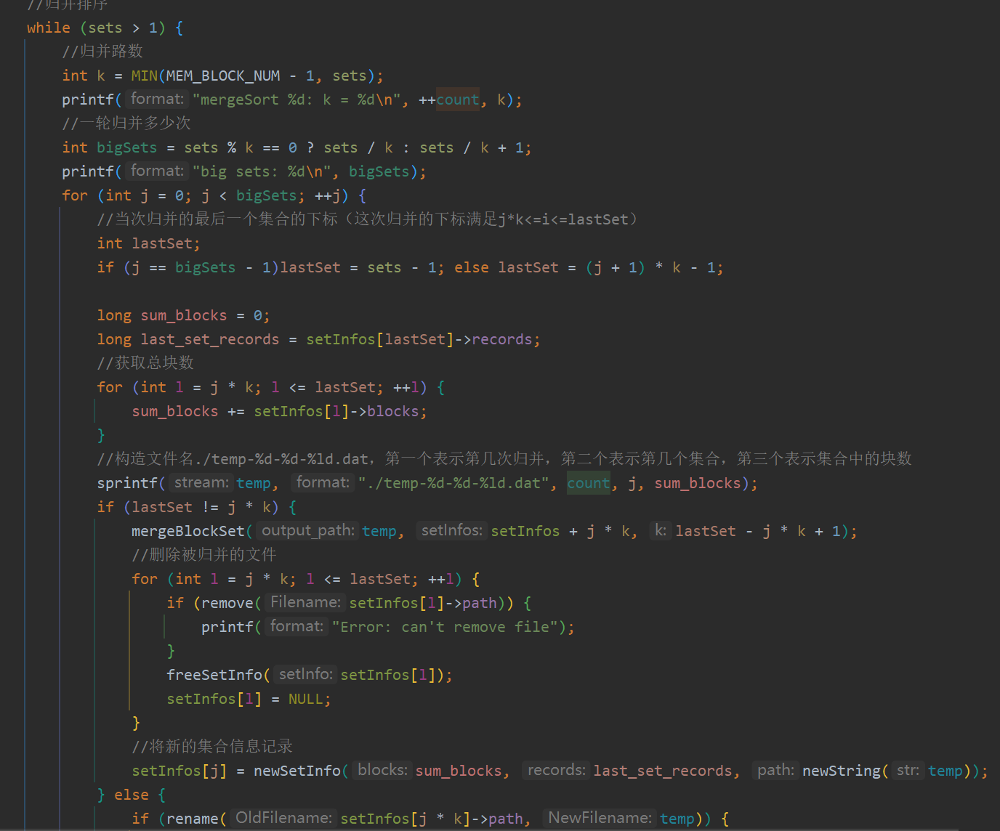 //归并排序
while (sets > 1) {
//归并路数
int k = MIN(MEM_BLOCK_NUM - 1, sets);
printf( format: "mergeSort %d: k = %d\n", ++count, k);
//一轮归并多少次
int bigSets = sets % k == 0 ? sets / k : sets / k + 1;
printf( format: "big sets: %d\n", bigSets);
for (int j = 0; j < bigSets; ++j) {
//当次归并的最后一个集合的下标（这次归并的下标满足j*k<=i<=lastSet）
int lastSet;
if (j == bigSets - 1)lastSet = sets - 1; else lastSet = (j + 1) * k - 1;
long sum_blocks = 0;
long last_set_records = setInfos[lastSet]->records;
//获取总块数
for (int l = j * k; l <= lastSet; ++l) {
sum_blocks += setInfos[l]->blocks;
}
//构造文件名./temp-%d-%d-%ld.dat，第一个表示第几次归并，第二个表示第几个集合，第三个表示集合中的块数
sprintf( stream: temp, format: "./temp-%d-%d-%ld.dat", count, j, sum_blocks);
if (lastSet != j * k) {
mergeBlockSet( output_path: temp, setInfos: setInfos + j * k, k: lastSet - j * k + 1);
//删除被归并的文件
for (int l = j * k; l <= lastSet; ++l) {
if (remove( Filename: setInfos[l]->path)) {
printf( format: "Error: can't remove file");
}
freeSetInfo( setInfo: setInfos[l]);
setInfos[l] = NULL;
}
//将新的集合信息记录
setInfos[j] = newSetInfo( blocks: sum_blocks, records: last_set_records, path: newString( str: temp));
} else {
if (rename( OldFilename: setInfos[j * k]->path, NewFilename: temp)) {